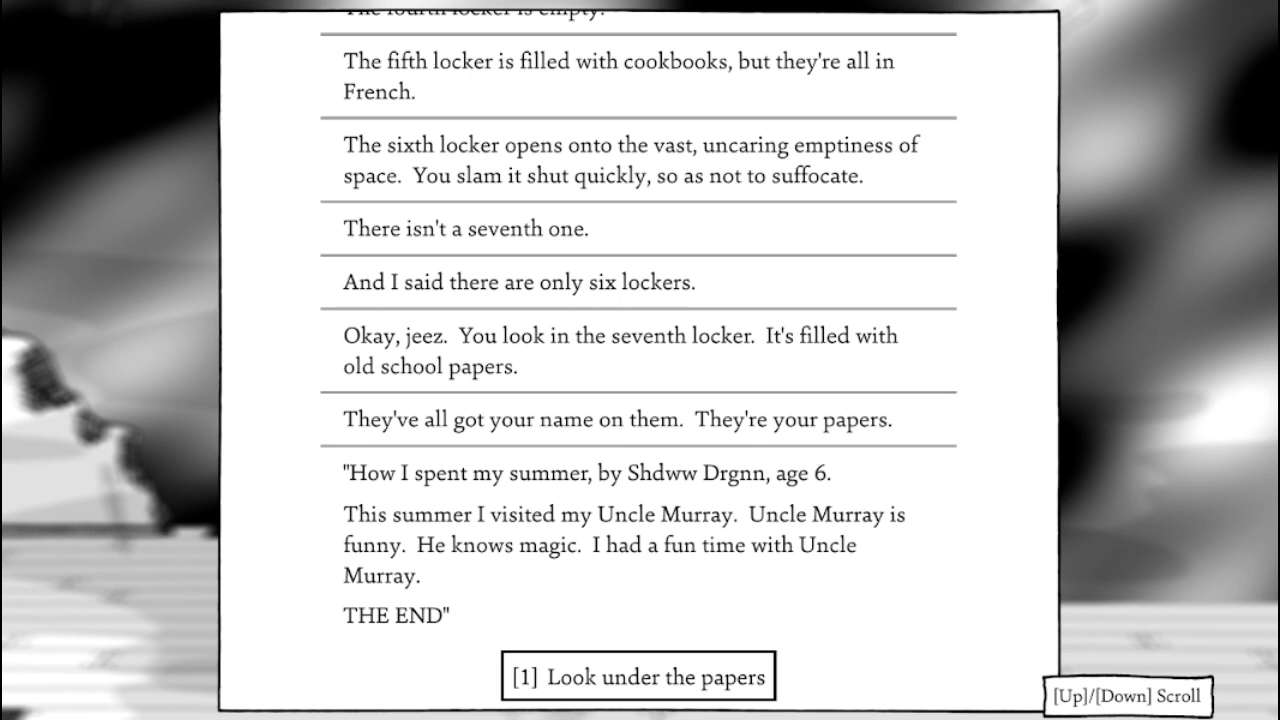 The fourth locker is empty.
The fifth locker is filled with cookbooks, but they're all in
French.
The sixth locker opens onto the vast, uncaring emptiness of
space.  You slam it shut quickly, so as not to suffocate.
There isn't a seventh one.
And I said there are only six lockers.
Okay, jeez.  You look in the seventh locker.  It's filled with
old school papers.
They've all got your name on them.  They're your papers.
"How I spent my summer, by Shdww Drgnn, age 6.
This summer I visited my Uncle Murray.  Uncle Murray is
funny.  He knows magic.  I had a fun time with Uncle
Murray.
THE END"
[1] Look under the papers
[Up]/[Down] Scroll